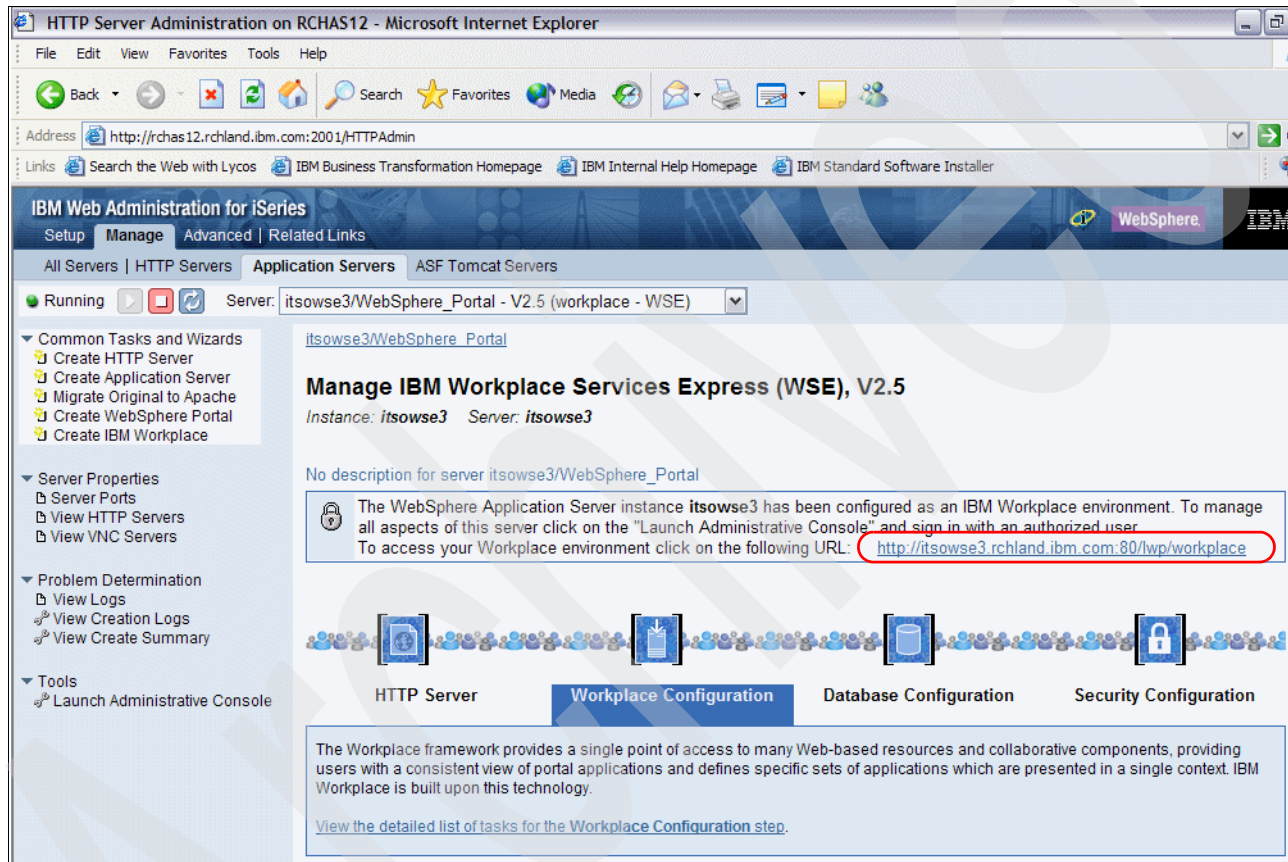 HTTP Server Administration on RCHAS12 - Microsoft Internet Explorer
File Edit View Favorites Tools Help
Back Search Favorites Media
Address http://rchas12.rchland.ibm.com:2001/HTTPAdmin
Links Search the Web with Lycos IBM Business Transformation Homepage IBM Internal Help Homepage IBM Standard Software Installer
IBM Web Administration for iSeries
WebSphere. IBM
Setup Manage Advanced | Related Links
All Servers | HTTP Servers Application Servers ASF Tomcat Servers
Running Server: itsowse3/WebSphere_Portal - V2.5 (workplace - WSE)
Common Tasks and Wizards
Create HTTP Server
Create Application Server
Migrate Original to Apache
Create WebSphere Portal
Create IBM Workplace
Server Properties
Server Ports
View HTTP Servers
View VNC Servers
Problem Determination
View Logs
View Creation Logs
View Create Summary
Tools
Launch Administrative Console
itsowse3/WebSphere_Portal
Manage IBM Workplace Services Express (WSE), V2.5
Instance: itsowse3 Server: itsowse3
No description for server itsowse3/WebSphere_Portal
The WebSphere Application Server instance itsowse3 has been configured as an IBM Workplace environment. To manage
all aspects of this server click on the "Launch Administrative Console" and sign in with an authorized user.
To access your Workplace environment click on the following URL: http://itsowse3.rchland.ibm.com:80/lwp/workplace
HTTP Server Workplace Configuration Database Configuration Security Configuration
The Workplace framework provides a single point of access to many Web-based resources and collaborative components, providing
users with a consistent view of portal applications and defines specific sets of applications which are presented in a single context. IBM
Workplace is built upon this technology.
View the detailed list of tasks for the Workplace Configuration step.